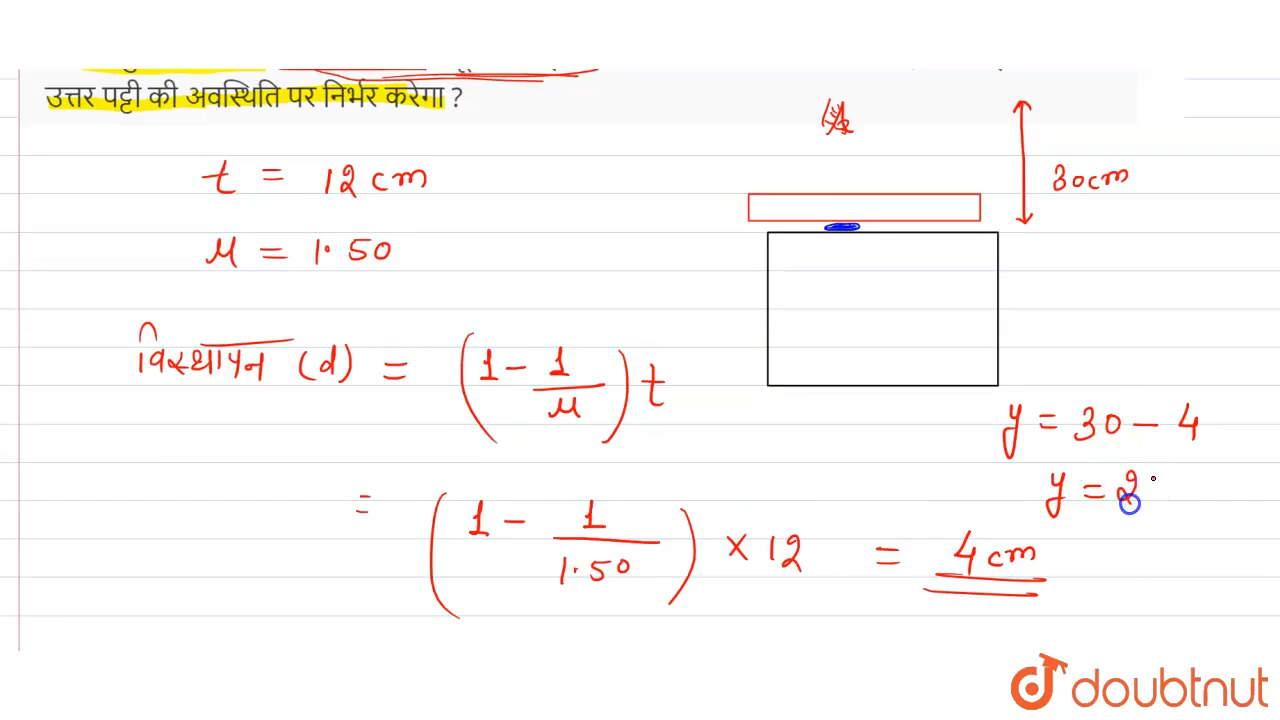 उत्तर पट्टी की अवस्थिति पर निर्भर करेगा ?
t = 12 cm
30cm
μ = 1.50
विस्थापन (d) = (1 - 1/μ) t
y = 30 - 4
y = 2
= (1 - 1/1.50) × 12 = 4 cm
doubtnut